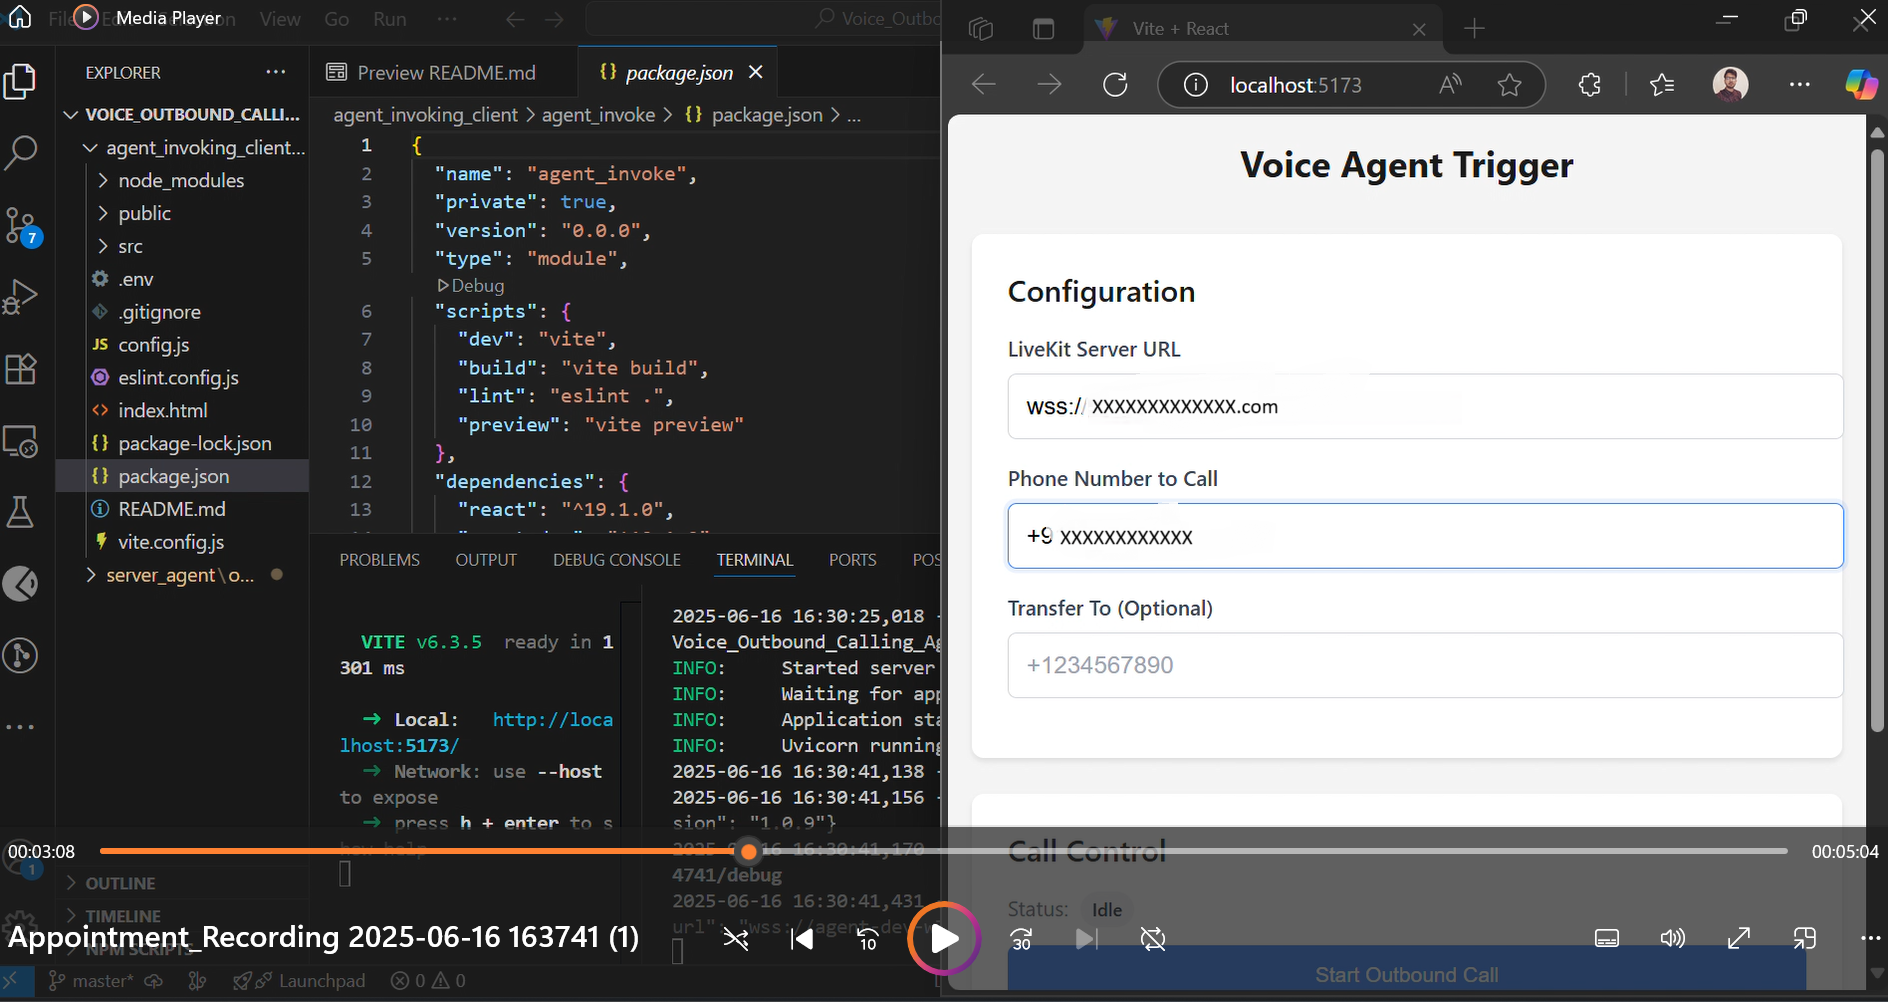 Media Player
View
Go
Run
Voice_Outbo
EXPLORER
VOICE_OUTBOUND_CALLI...
agent_invoking_client...
node_modules
public
src
.env
.gitignore
JS config.js
eslint.config.js
<> index.html
{} package-lock.json
{} package.json
README.md
vite.config.js
server_agent\o...
OUTLINE
TIMELINE
NPM SCRIPTS
7
1
Preview README.md
{} package.json
agent_invoking_client > agent_invoke > {} package.json > ...
1 {
2 "name": "agent_invoke",
3 "private": true,
4 "version": "0.0.0",
5 "type": "module",
Debug
6 "scripts": {
7 "dev": "vite",
8 "build": "vite build",
9 "lint": "eslint .",
10 "preview": "vite preview"
11 },
12 "dependencies": {
13 "react": "^19.1.0",
PROBLEMS OUTPUT DEBUG CONSOLE TERMINAL PORTS POS
VITE v6.3.5 ready in 1
301 ms
➜ Local: http://loca
lhost:5173/
➜ Network: use --host
to expose
➜ press h + enter to s
how help
2025-06-16 16:30:25,018 -
Voice_Outbound_Calling_Ag
INFO: Started server
INFO: Waiting for app
INFO: Application sta
INFO: Uvicorn running
2025-06-16 16:30:41,138 -
2025-06-16 16:30:41,156 -
sion": "1.0.9"}
2025-06-16 16:30:41,170
4741/debug
2025-06-16 16:30:41,431
url": "wss://agent-dev-
Vite + React
localhost:5173
Voice Agent Trigger
Configuration
LiveKit Server URL
wss:// XXXXXXXXXXXXX.com
Phone Number to Call
+9 XXXXXXXXXXXX
Transfer To (Optional)
+1234567890
Call Control
Status: Idle
Start Outbound Call
00:03:08
00:05:04
Appointment_Recording 2025-06-16 163741 (1)
10
30
master*
Launchpad
0 0